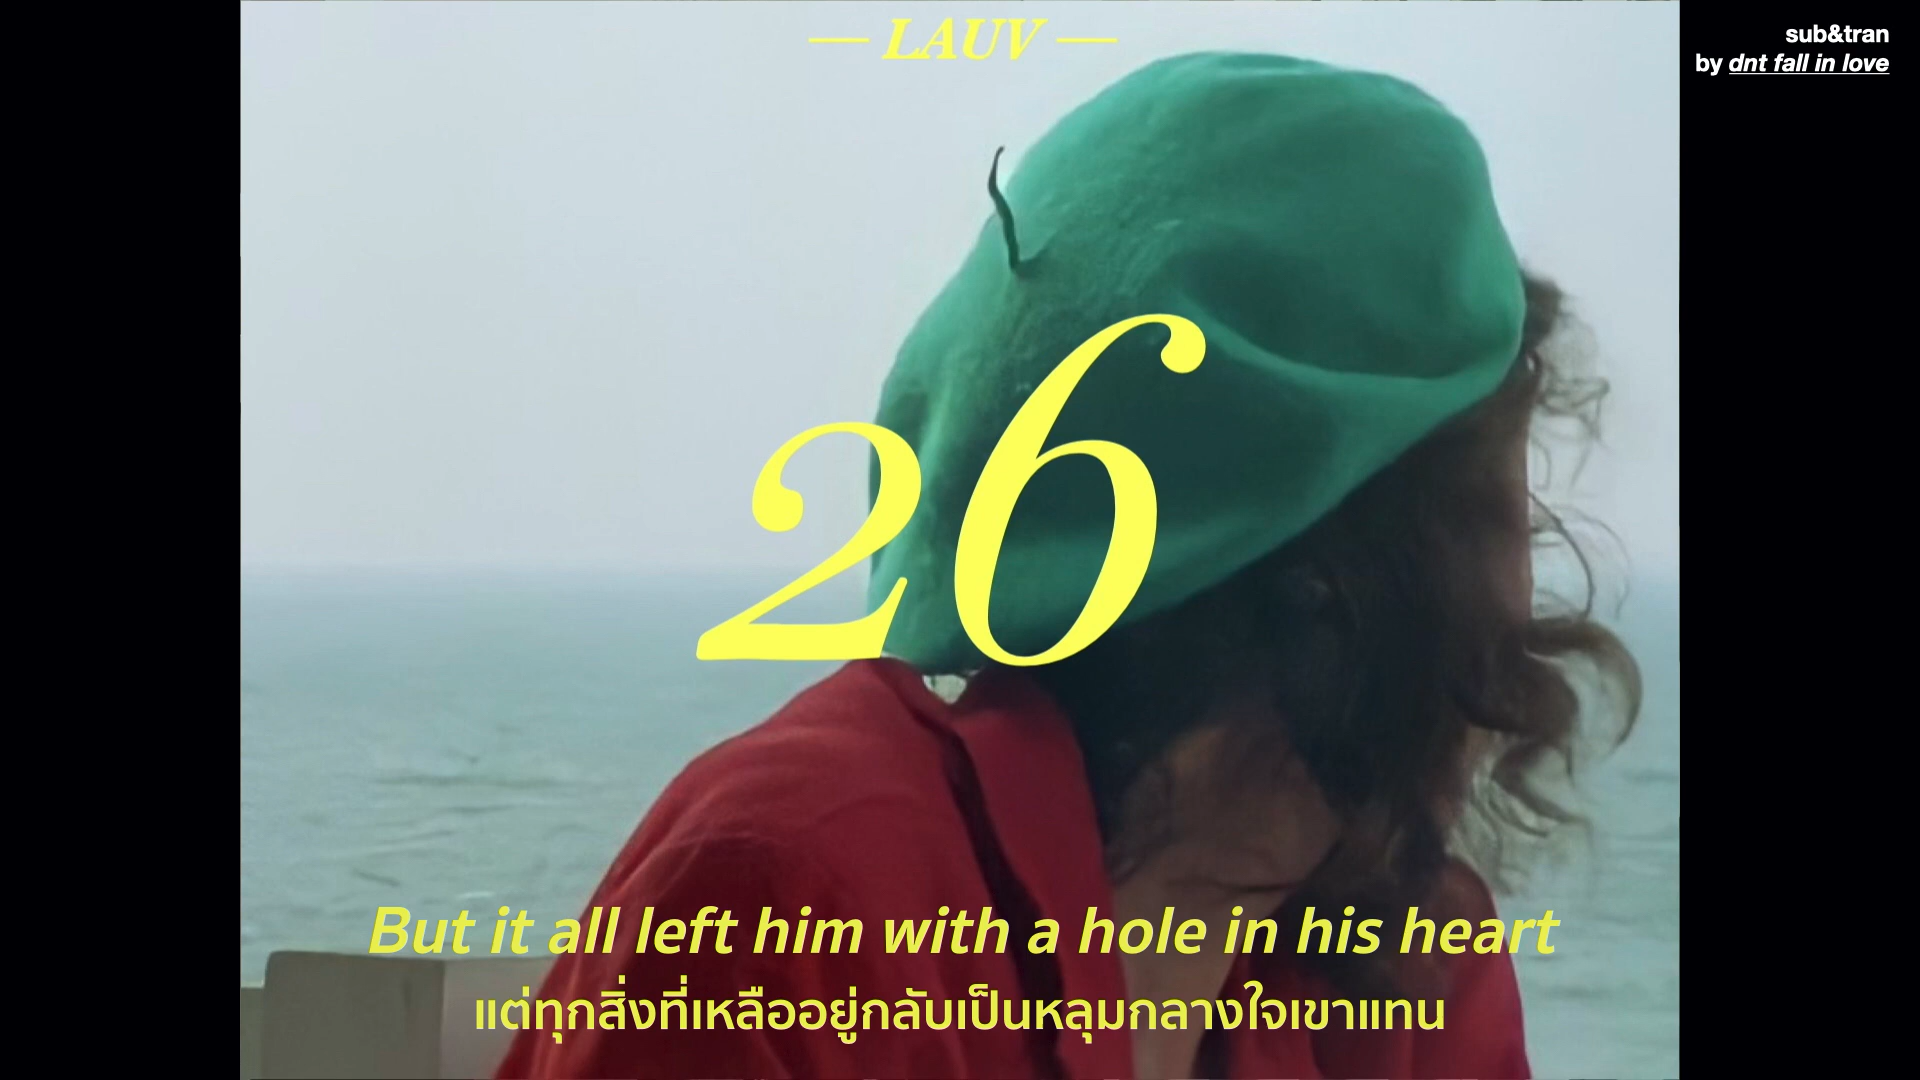 — LAUV —
sub&tran
by dnt fall in love
26
But it all left him with a hole in his heart
แต่ทุกสิ่งที่เหลืออยู่กลับเป็นหลุมกลางใจเขาแทน